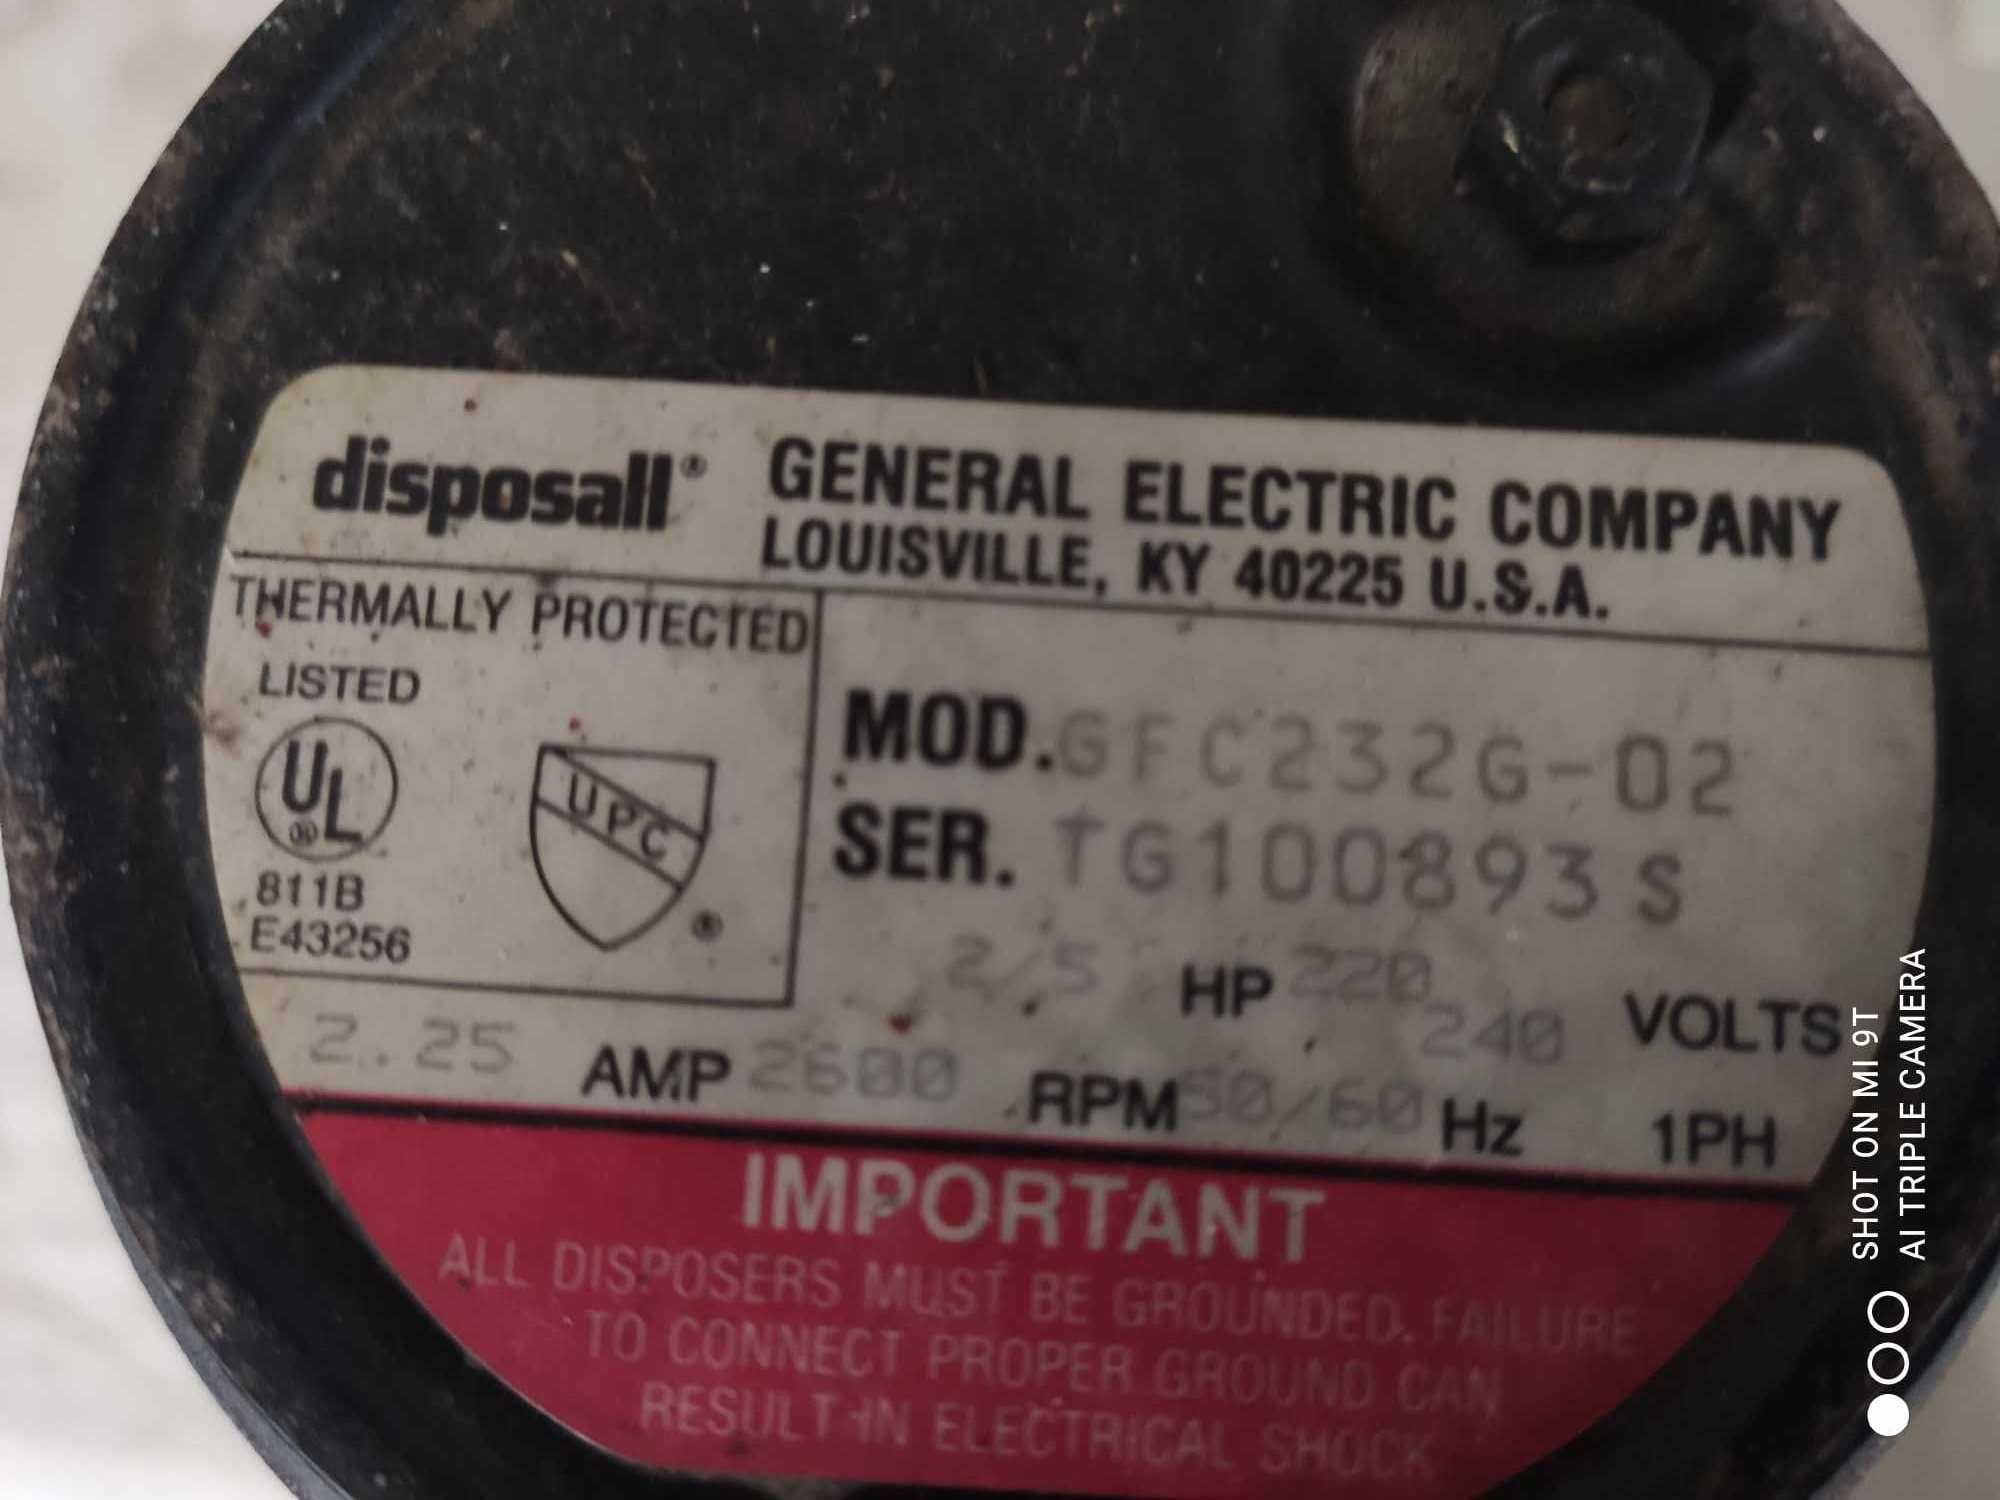 disposall®
GENERAL ELECTRIC COMPANY
LOUISVILLE, KY 40225 U.S.A.
THERMALLY PROTECTED
LISTED
UL
®
811B
E43256
UPC
®
MOD. GFC232G-02
SER. TG100893S
2/5 HP 220 240 VOLTS
2.25 AMP 2600 RPM 50/60 Hz 1PH
IMPORTANT
ALL DISPOSERS MUST BE GROUNDED. FAILURE
TO CONNECT PROPER GROUND CAN
RESULT IN ELECTRICAL SHOCK
SHOT ON MI 9T
AI TRIPLE CAMERA